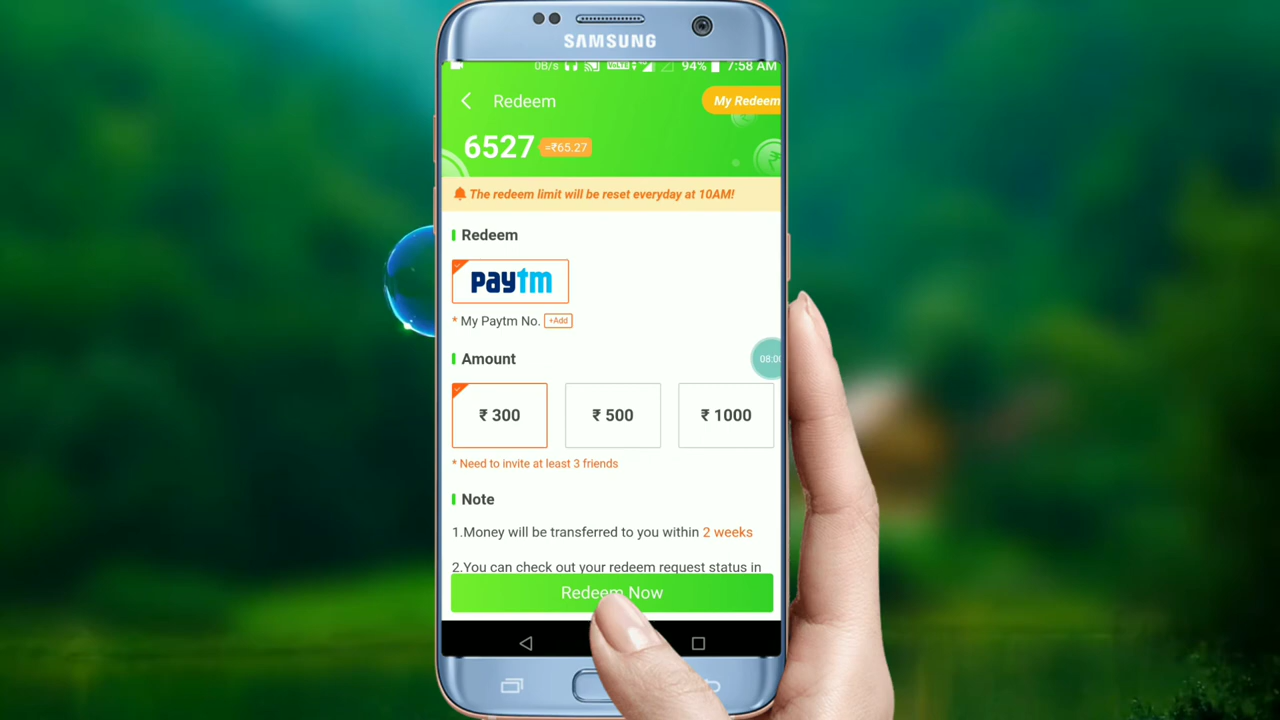 SAMSUNG
0B/s VoLTE 94% 7:58 AM
Redeem
My Redeem
6527 ≈₹65.27
The redeem limit will be reset everyday at 10AM!
Redeem
paytm
* My Paytm No. +Add
Amount
08:00
₹ 300 ₹ 500 ₹ 1000
* Need to invite at least 3 friends
Note
1.Money will be transferred to you within 2 weeks
2.You can check out your redeem request status in
Redeem Now